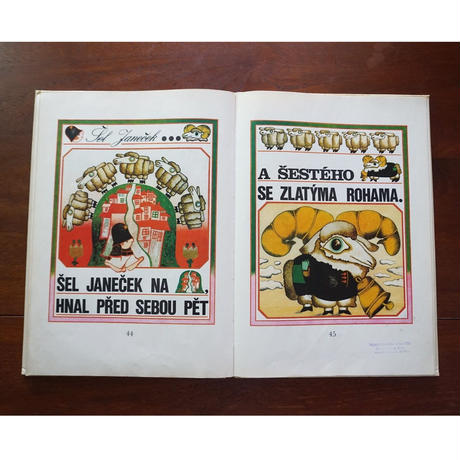 Šel Janeček
ŠEL JANEČEK NA ,
HNAL PŘED SEBOU PĚT
44
A ŠESTÉHO
SE ZLATÝMA ROHAMA.
45